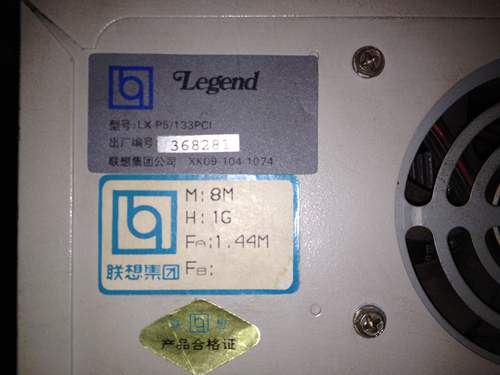 Legend
型号:LX-P5/133PCI
出厂编号 368281
联想集团公司 XK09-104-1074
M:8M
H:1G
FA:1.44M
联想集团 FB:
产品合格证